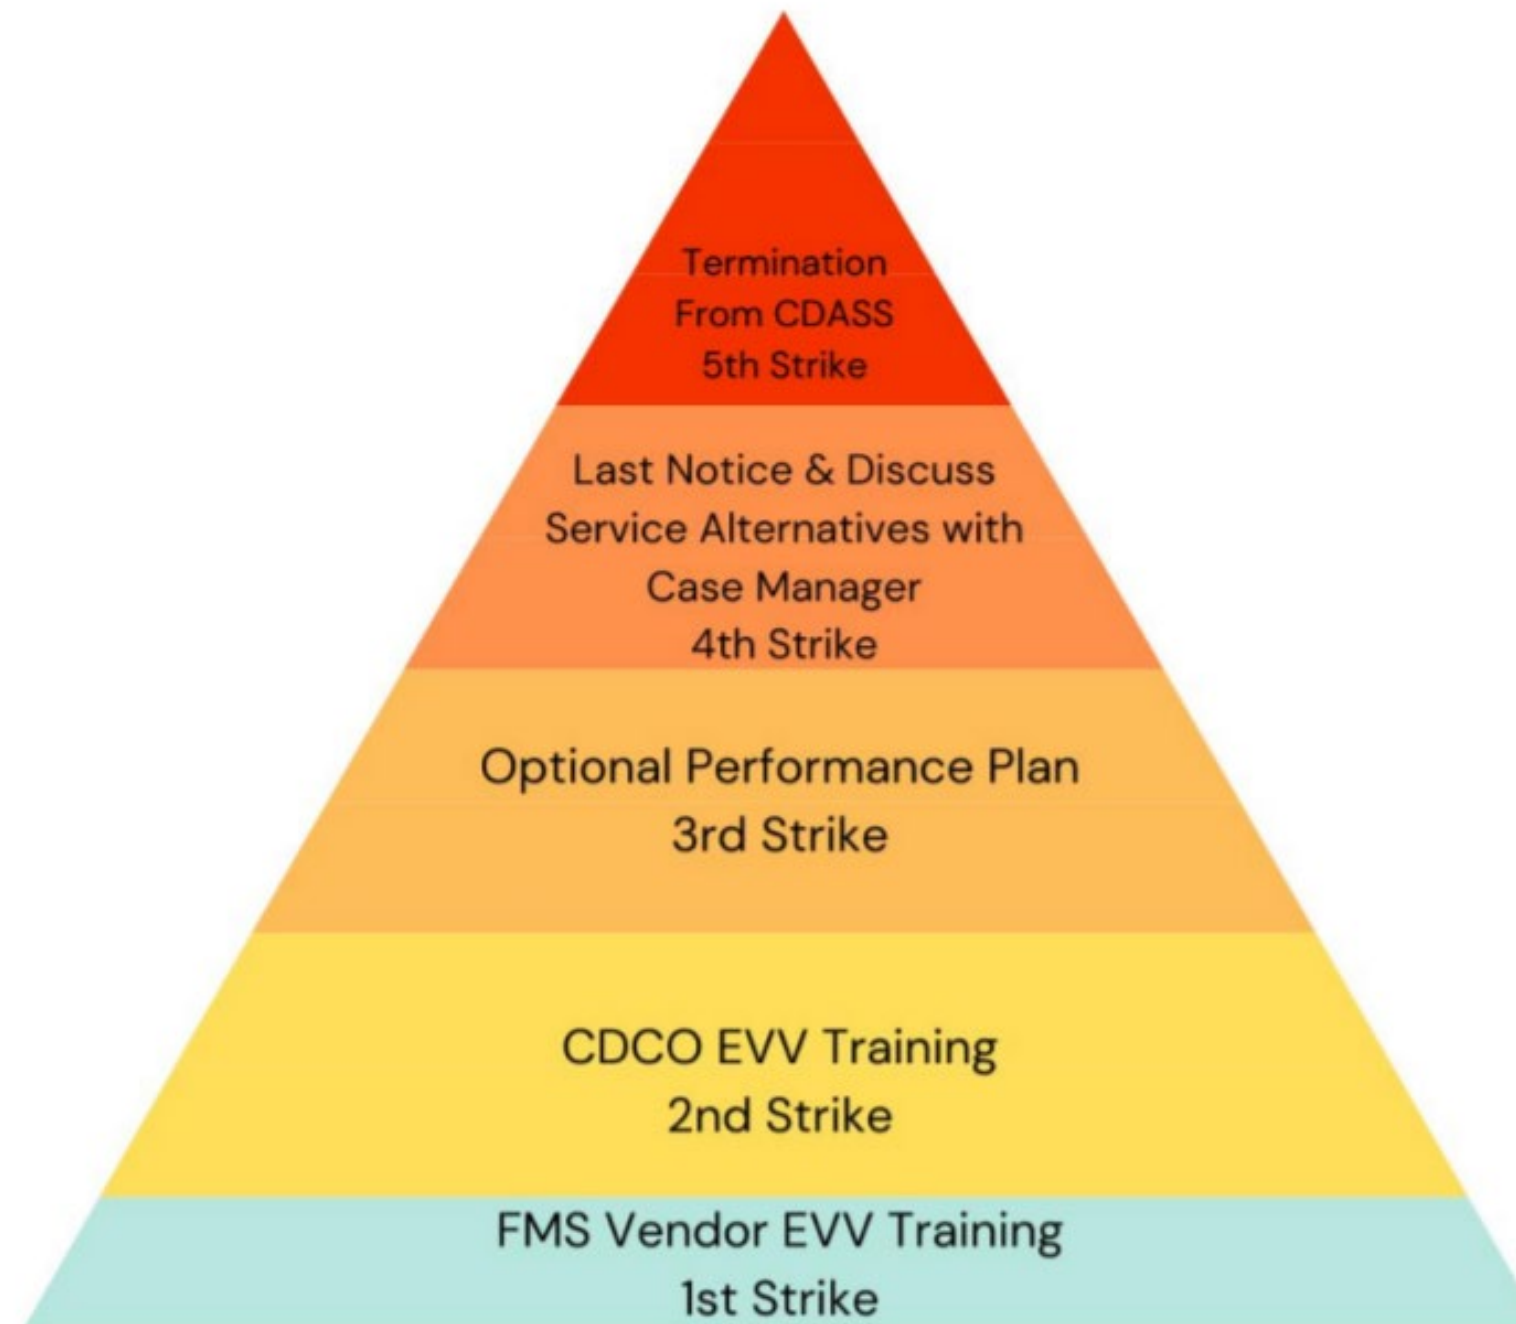 Termination
From CDASS
5th Strike
Last Notice & Discuss
Service Alternatives with
Case Manager
4th Strike
Optional Performance Plan
3rd Strike
CDCO EVV Training
2nd Strike
FMS Vendor EVV Training
1st Strike